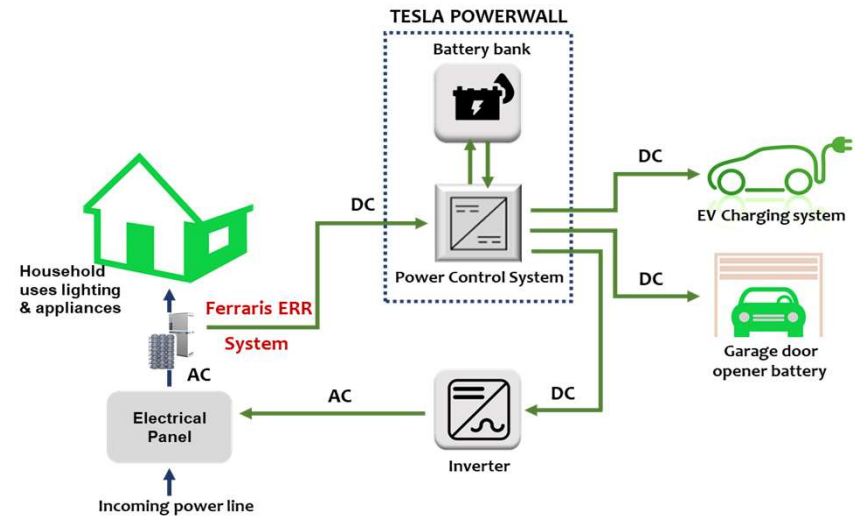 TESLA POWERWALL
Battery bank
DC
EV Charging system
DC
Power Control System
Household
uses lighting
& appliances
Ferraris ERR
System
DC
Garage door
opener battery
AC
Electrical
Panel
AC
DC
Inverter
Incoming power line